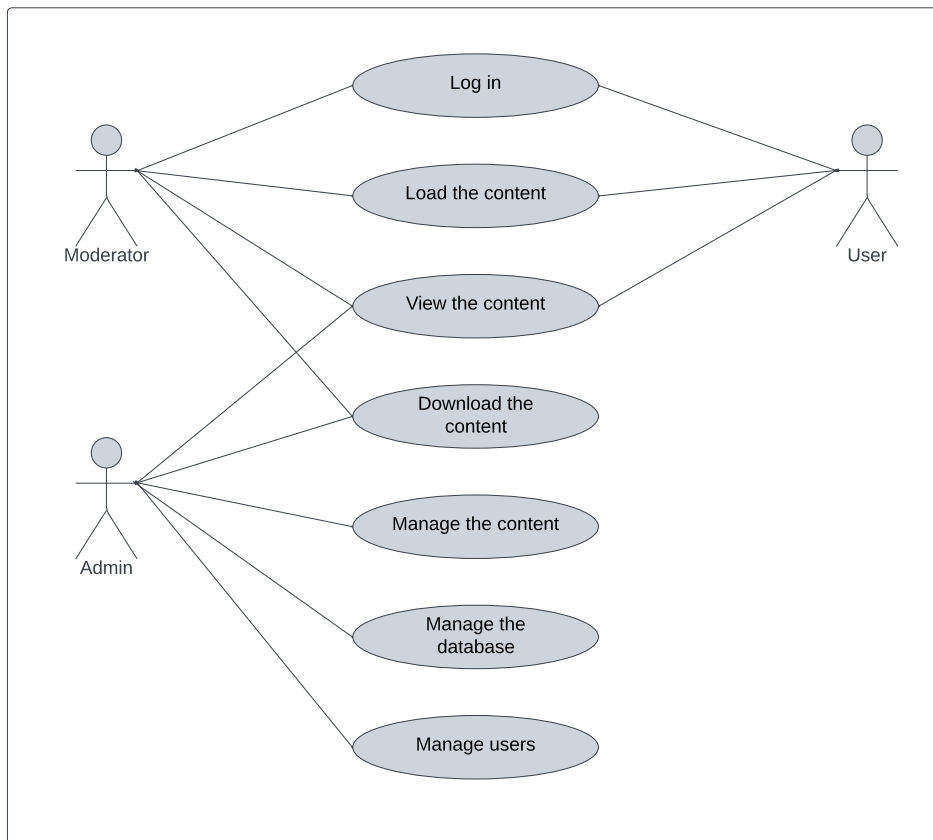 Log in
Load the content
Moderator
User
View the content
Download the
content
Manage the content
Admin
Manage the
database
Manage users